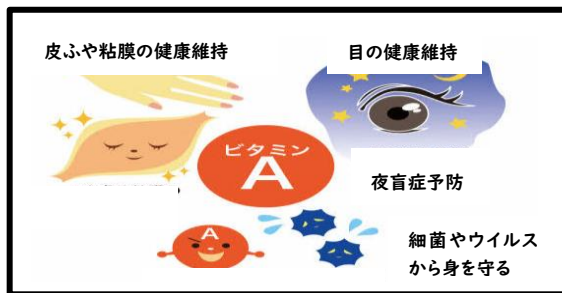 皮ふや粘膜の健康維持
目の健康維持
ビタミン
A
夜盲症予防
A
細菌やウイルス
から身を守る